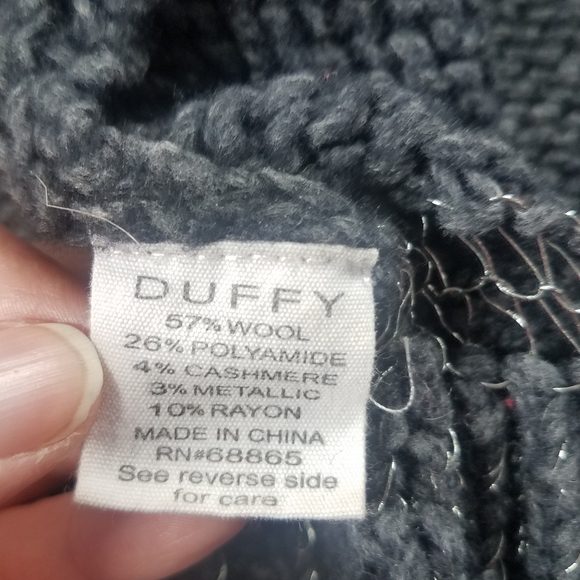 DUFFY
57% WOOL
26% POLYAMIDE
4% CASHMERE
3% METALLIC
10% RAYON
MADE IN CHINA
RN#68865
See reverse side
for care